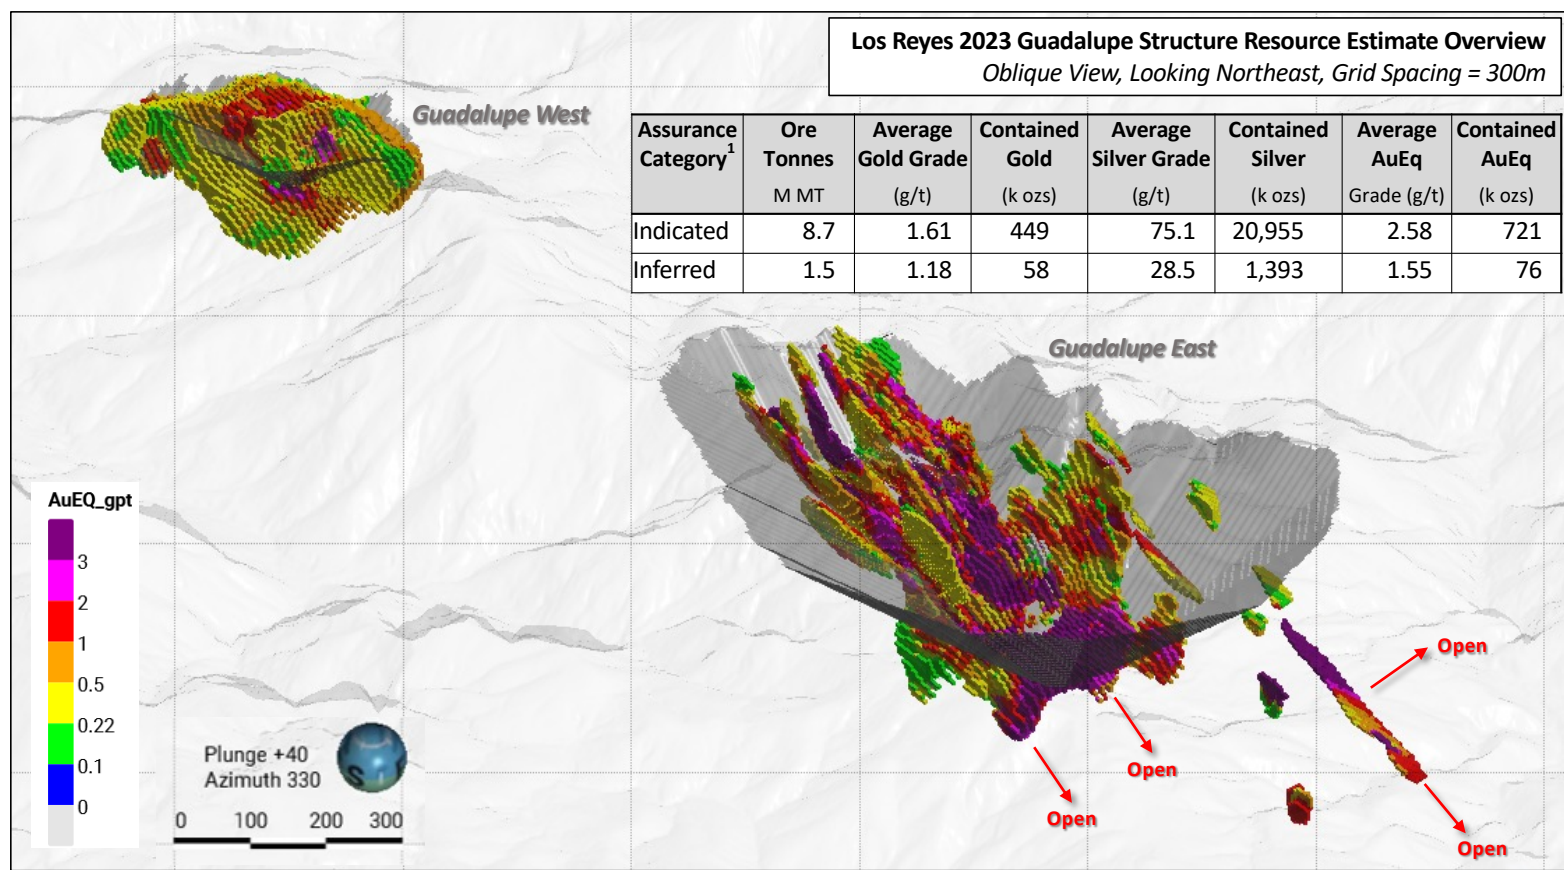 Los Reyes 2023 Guadalupe Structure Resource Estimate Overview
Oblique View, Looking Northeast, Grid Spacing = 300m
Guadalupe West
Assurance Category1 Ore Tonnes Average Gold Grade Contained Gold Average Silver Grade Contained Silver Average AuEq Contained AuEq
M MT (g/t) (k ozs) (g/t) (k ozs) Grade (g/t) (k ozs)
Indicated 8.7 1.61 449 75.1 20,955 2.58 721
Inferred 1.5 1.18 58 28.5 1,393 1.55 76
Guadalupe East
AuEQ_gpt
3
2
1
0.5
0.22
0.1
0
Plunge +40
Azimuth 330
S
0 100 200 300
Open
Open
Open
Open